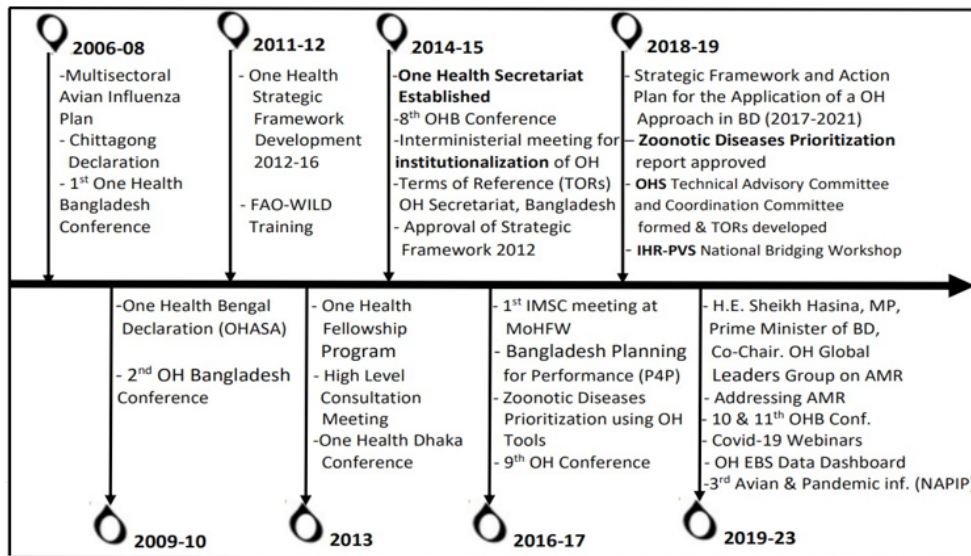 2006-08
-Multisectoral
Avian Influenza
Plan
- Chittagong
Declaration
- 1st One Health
Bangladesh
Conference
2011-12
- One Health
Strategic
Framework
Development
2012-16
- FAO-WILD
Training
2014-15
-One Health Secretariat
Established
-8th OHB Conference
- Interministerial meeting for
institutionalization of OH
-Terms of Reference (TORs)
OH Secretariat, Bangladesh
- Approval of Strategic
Framework 2012
2018-19
- Strategic Framework and Action
Plan for the Application of a OH
Approach in BD (2017-2021)
- Zoonotic Diseases Prioritization
report approved
- OHS Technical Advisory Committee
and Coordination Committee
formed & TORs developed
- IHR-PVS National Bridging Workshop
-One Health Bengal
Declaration (OHASA)
- 2nd OH Bangladesh
Conference
2009-10
- One Health
Fellowship
Program
- High Level
Consultation
Meeting
-One Health Dhaka
Conference
2013
- 1st IMSC meeting at
MoHFW
- Bangladesh Planning
for Performance (P4P)
- Zoonotic Diseases
Prioritization using OH
Tools
- 9th OH Conference
2016-17
- H.E. Sheikh Hasina, MP,
Prime Minister of BD,
Co-Chair. OH Global
Leaders Group on AMR
- Addressing AMR
- 10 & 11th OHB Conf.
- Covid-19 Webinars
- OH EBS Data Dashboard
-3rd Avian & Pandemic inf. (NAPIP)
2019-23